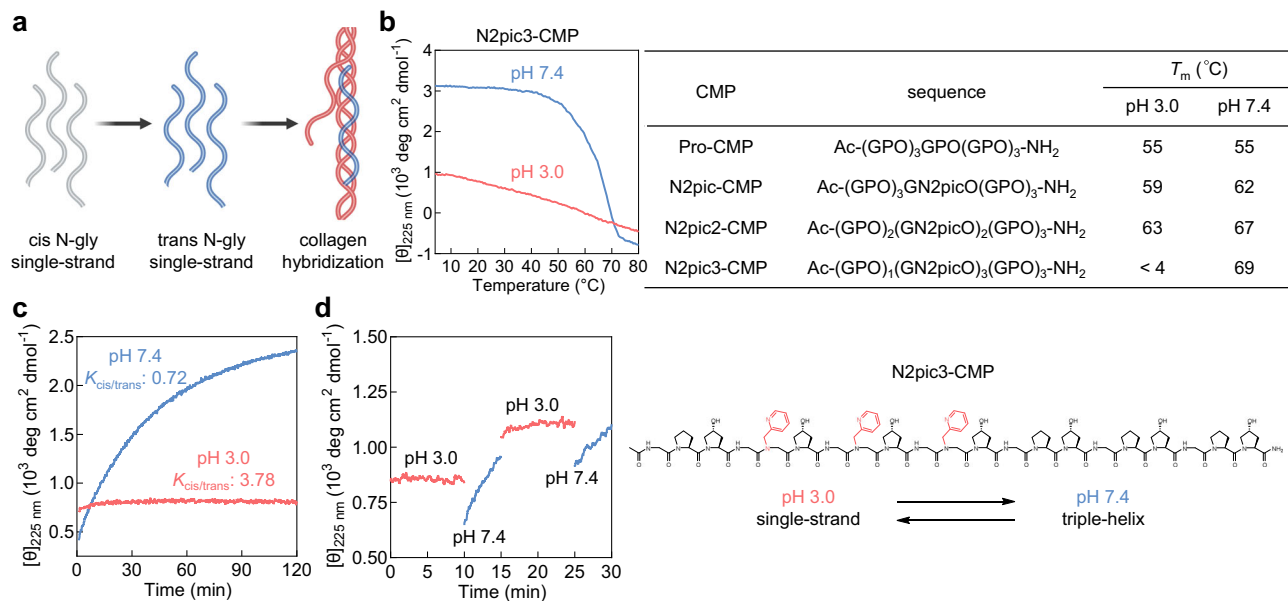 a
cis N-gly
single-strand
trans N-gly
single-strand
collagen
hybridization
b
N2pic3-CMP
[θ]225 nm (10³ deg cm² dmol⁻¹)
4
3
2
1
0
-1
pH 7.4
pH 3.0
10 20 30 40 50 60 70 80
Temperature (°C)
CMP sequence Tm (°C)
pH 3.0 pH 7.4
Pro-CMP Ac-(GPO)3GPO(GPO)3-NH2 55 55
N2pic-CMP Ac-(GPO)3GN2picO(GPO)3-NH2 59 62
N2pic2-CMP Ac-(GPO)2(GN2picO)2(GPO)3-NH2 63 67
N2pic3-CMP Ac-(GPO)1(GN2picO)3(GPO)3-NH2 < 4 69
c
[θ]225 nm (10³ deg cm² dmol⁻¹)
2.5
2.0
1.5
1.0
0.5
pH 7.4
Kcis/trans: 0.72
pH 3.0
Kcis/trans: 3.78
0 30 60 90 120
Time (min)
d
1.50
1.25
1.00
0.75
0.50
pH 3.0
pH 7.4
pH 3.0
pH 7.4
0 5 10 15 20 25 30
Time (min)
N2pic3-CMP
pH 3.0
single-strand
pH 7.4
triple-helix